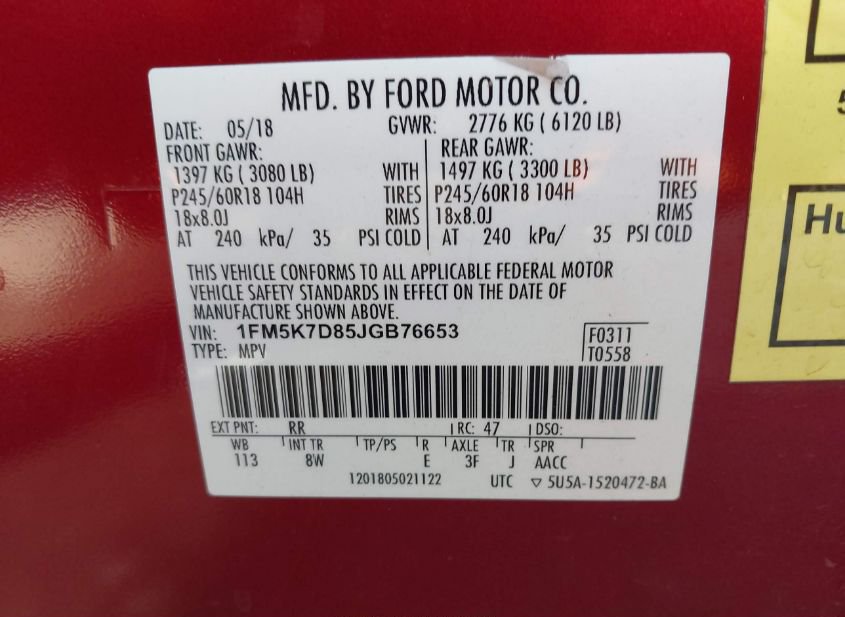 MFD. BY FORD MOTOR CO.
DATE: 05/18 GVWR: 2776 KG ( 6120 LB)
FRONT GAWR: REAR GAWR:
1397 KG ( 3080 LB) WITH 1497 KG ( 3300 LB) WITH
P245/60R18 104H TIRES P245/60R18 104H TIRES
18x8.0J RIMS 18x8.0J RIMS
AT 240 kPa/ 35 PSI COLD AT 240 kPa/ 35 PSI COLD
THIS VEHICLE CONFORMS TO ALL APPLICABLE FEDERAL MOTOR
VEHICLE SAFETY STANDARDS IN EFFECT ON THE DATE OF
MANUFACTURE SHOWN ABOVE.
VIN: 1FM5K7D85JGB76653 F0311
TYPE: MPV T0558
EXT PNT: RR RC: 47 DSO:
WB INT TR TP/PS R AXLE TR SPR
113 8W E 3F J AACC
1201805021122 UTC ▽ 5U5A-1520472-BA
5
Hu